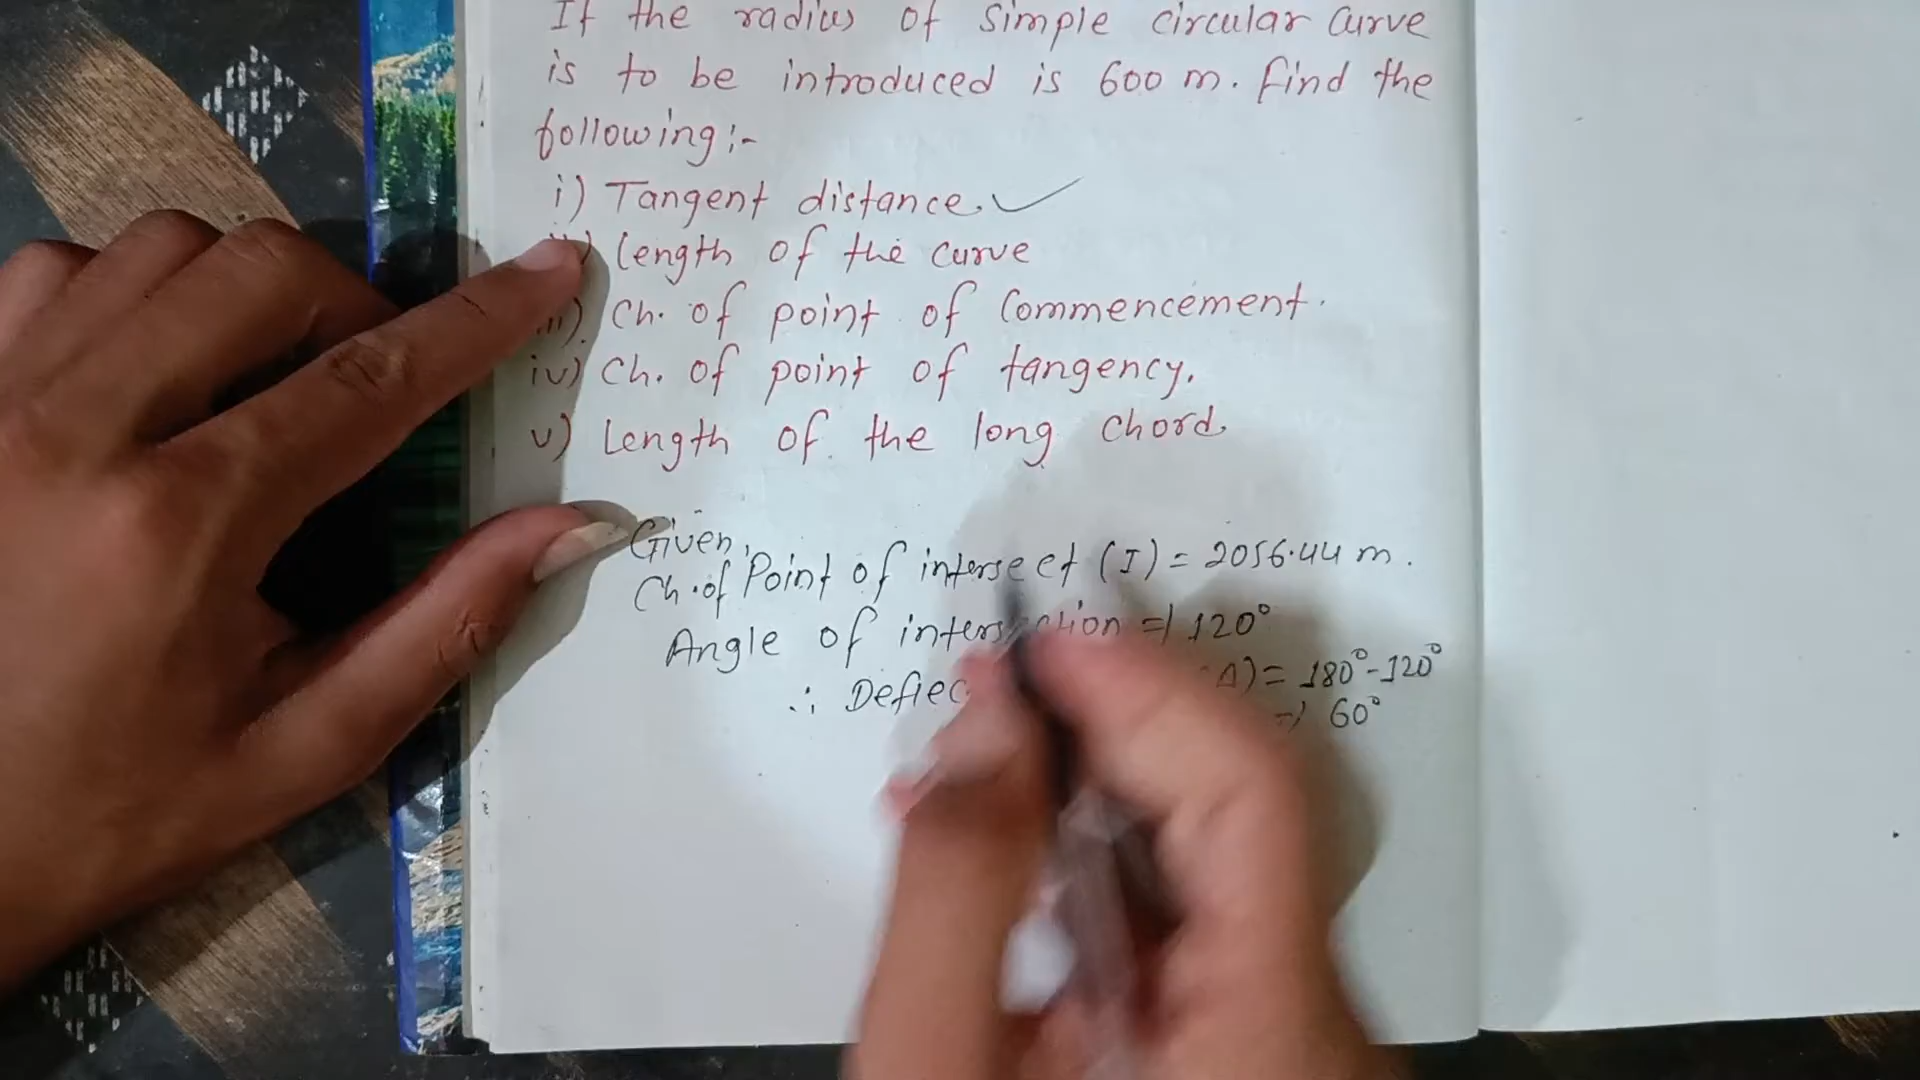 If the radius of simple circular curve
is to be introduced is 600 m. find the
following :-
i) Tangent distance. ✓
) length of the curve
iii) Ch. of point of commencement.
iv) Ch. of point of tangency.
v) Length of the long chord.
Given,
Ch. of Point of intersect (I) = 2056.44 m.
Angle of intersection => 120°
∴ Δ) = 180° - 120°
=> 60°